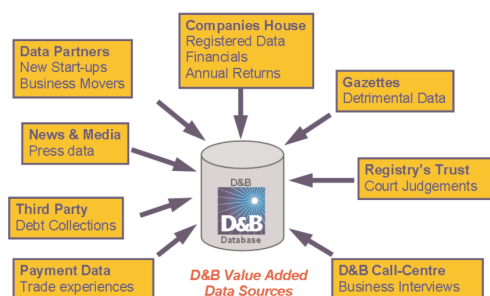 Companies House
Registered Data
Financials
Annual Returns
Data Partners
New Start-ups
Business Movers
Gazettes
Detrimental Data
News & Media
Press data
Registry's Trust
Court Judgements
Third Party
Debt Collections
D&B
D&B
Database
Payment Data
Trade experiences
D&B Value Added
Data Sources
D&B Call-Centre
Business Interviews